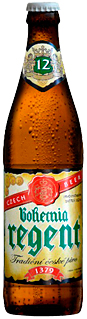 12
CZECH BEER
Bohemia
regent
Tradiční české pivo
1379